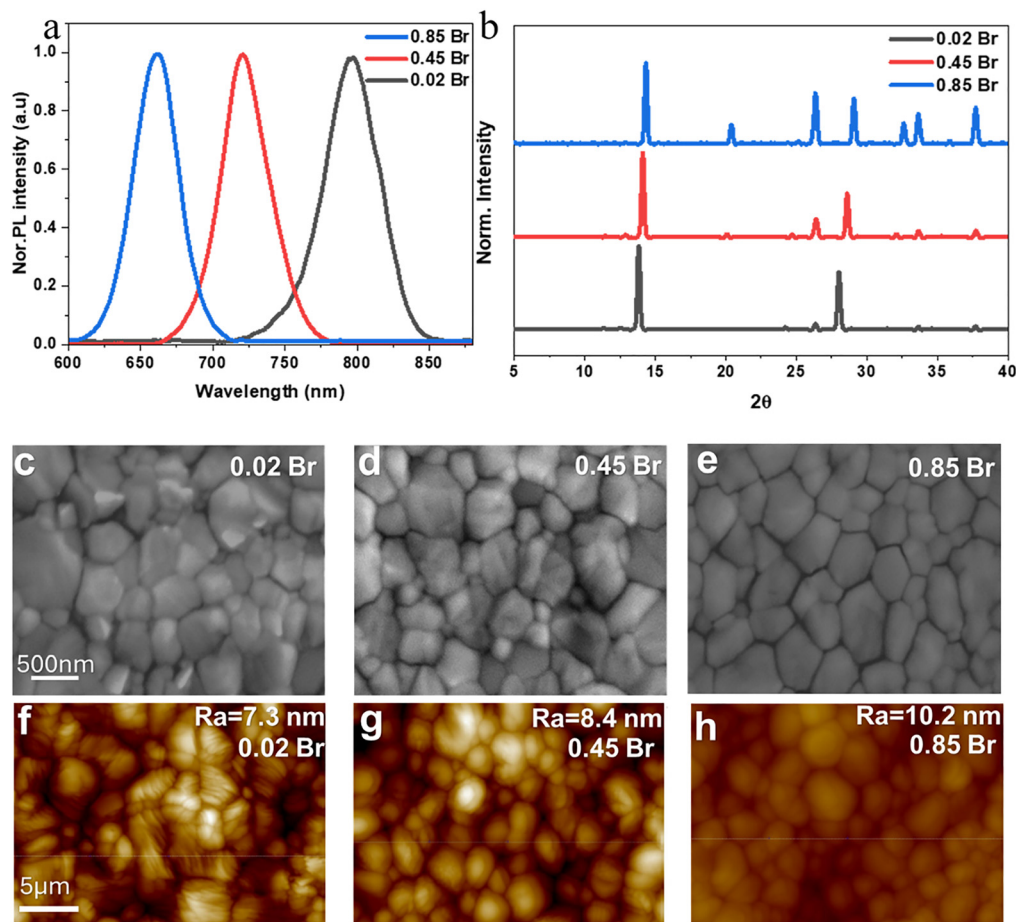 a
0.85 Br
0.45 Br
0.02 Br
Nor.PL intensity (a.u)
1.0
0.8
0.6
0.4
0.2
0.0
600 650 700 750 800 850
Wavelength (nm)
b
0.02 Br
0.45 Br
0.85 Br
Norm. Intensity
5 10 15 20 25 30 35 40
2θ
c
0.02 Br
500nm
d
0.45 Br
e
0.85 Br
f
Ra=7.3 nm
0.02 Br
5μm
g
Ra=8.4 nm
0.45 Br
h
Ra=10.2 nm
0.85 Br